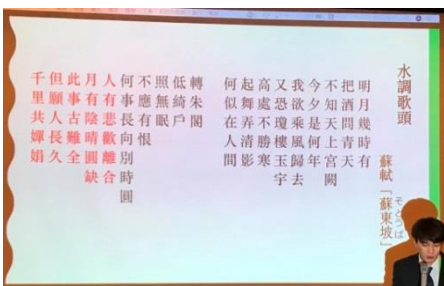 水調歌頭
蘇軾「蘇東坡」
そとうば
明月幾時有
把酒問青天
不知天上宮闕
今夕是何年
我欲乘風歸去
又恐瓊樓玉宇
高處不勝寒
起舞弄清影
何似在人間
轉朱閣
低綺戶
照無眠
不應有恨
何事長向別時圓
人有悲歡離合
月有陰晴圓缺
此事古難全
但願人長久
千里共嬋娟